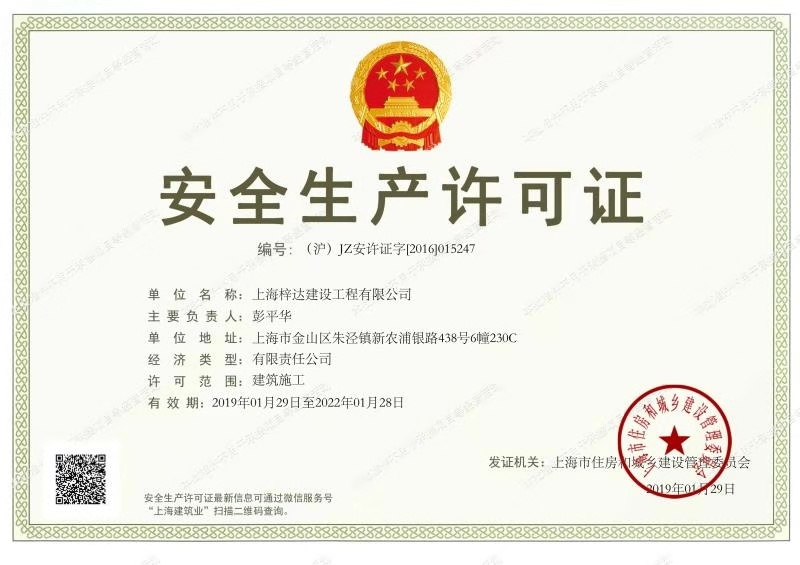 安全生产许可证
编号：（沪）JZ安许证字[2016]015247
单位名称：上海梓达建设工程有限公司
主要负责人：彭平华
单位地址：上海市金山区朱泾镇新农浦银路438号6幢230C
经济类型：有限责任公司
许可范围：建筑施工
有效期：2019年01月29日至2022年01月28日
发证机关：上海市住房和城乡建设管理委员会
2019年01月29日
上海市住房和城乡建设管理委员会
安全生产许可证最新信息可通过微信服务号
“上海建筑业”扫描二维码查询。